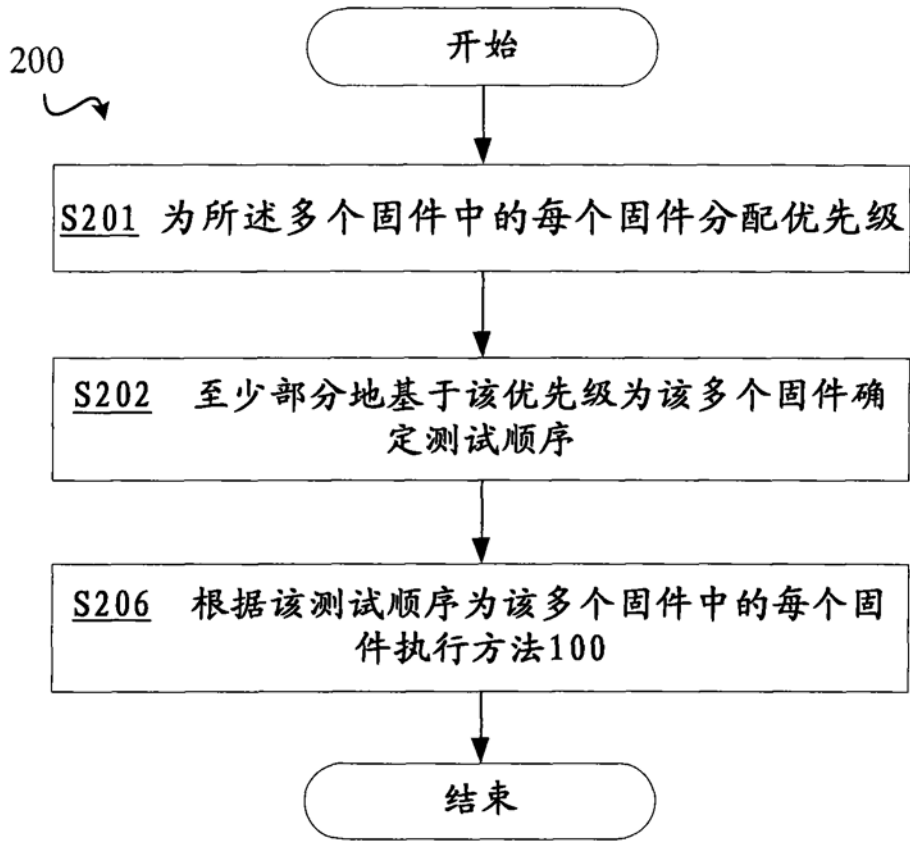 开始
200
S201 为所述多个固件中的每个固件分配优先级
S202 至少部分地基于该优先级为该多个固件确
定测试顺序
S206 根据该测试顺序为该多个固件中的每个固
件执行方法100
结束